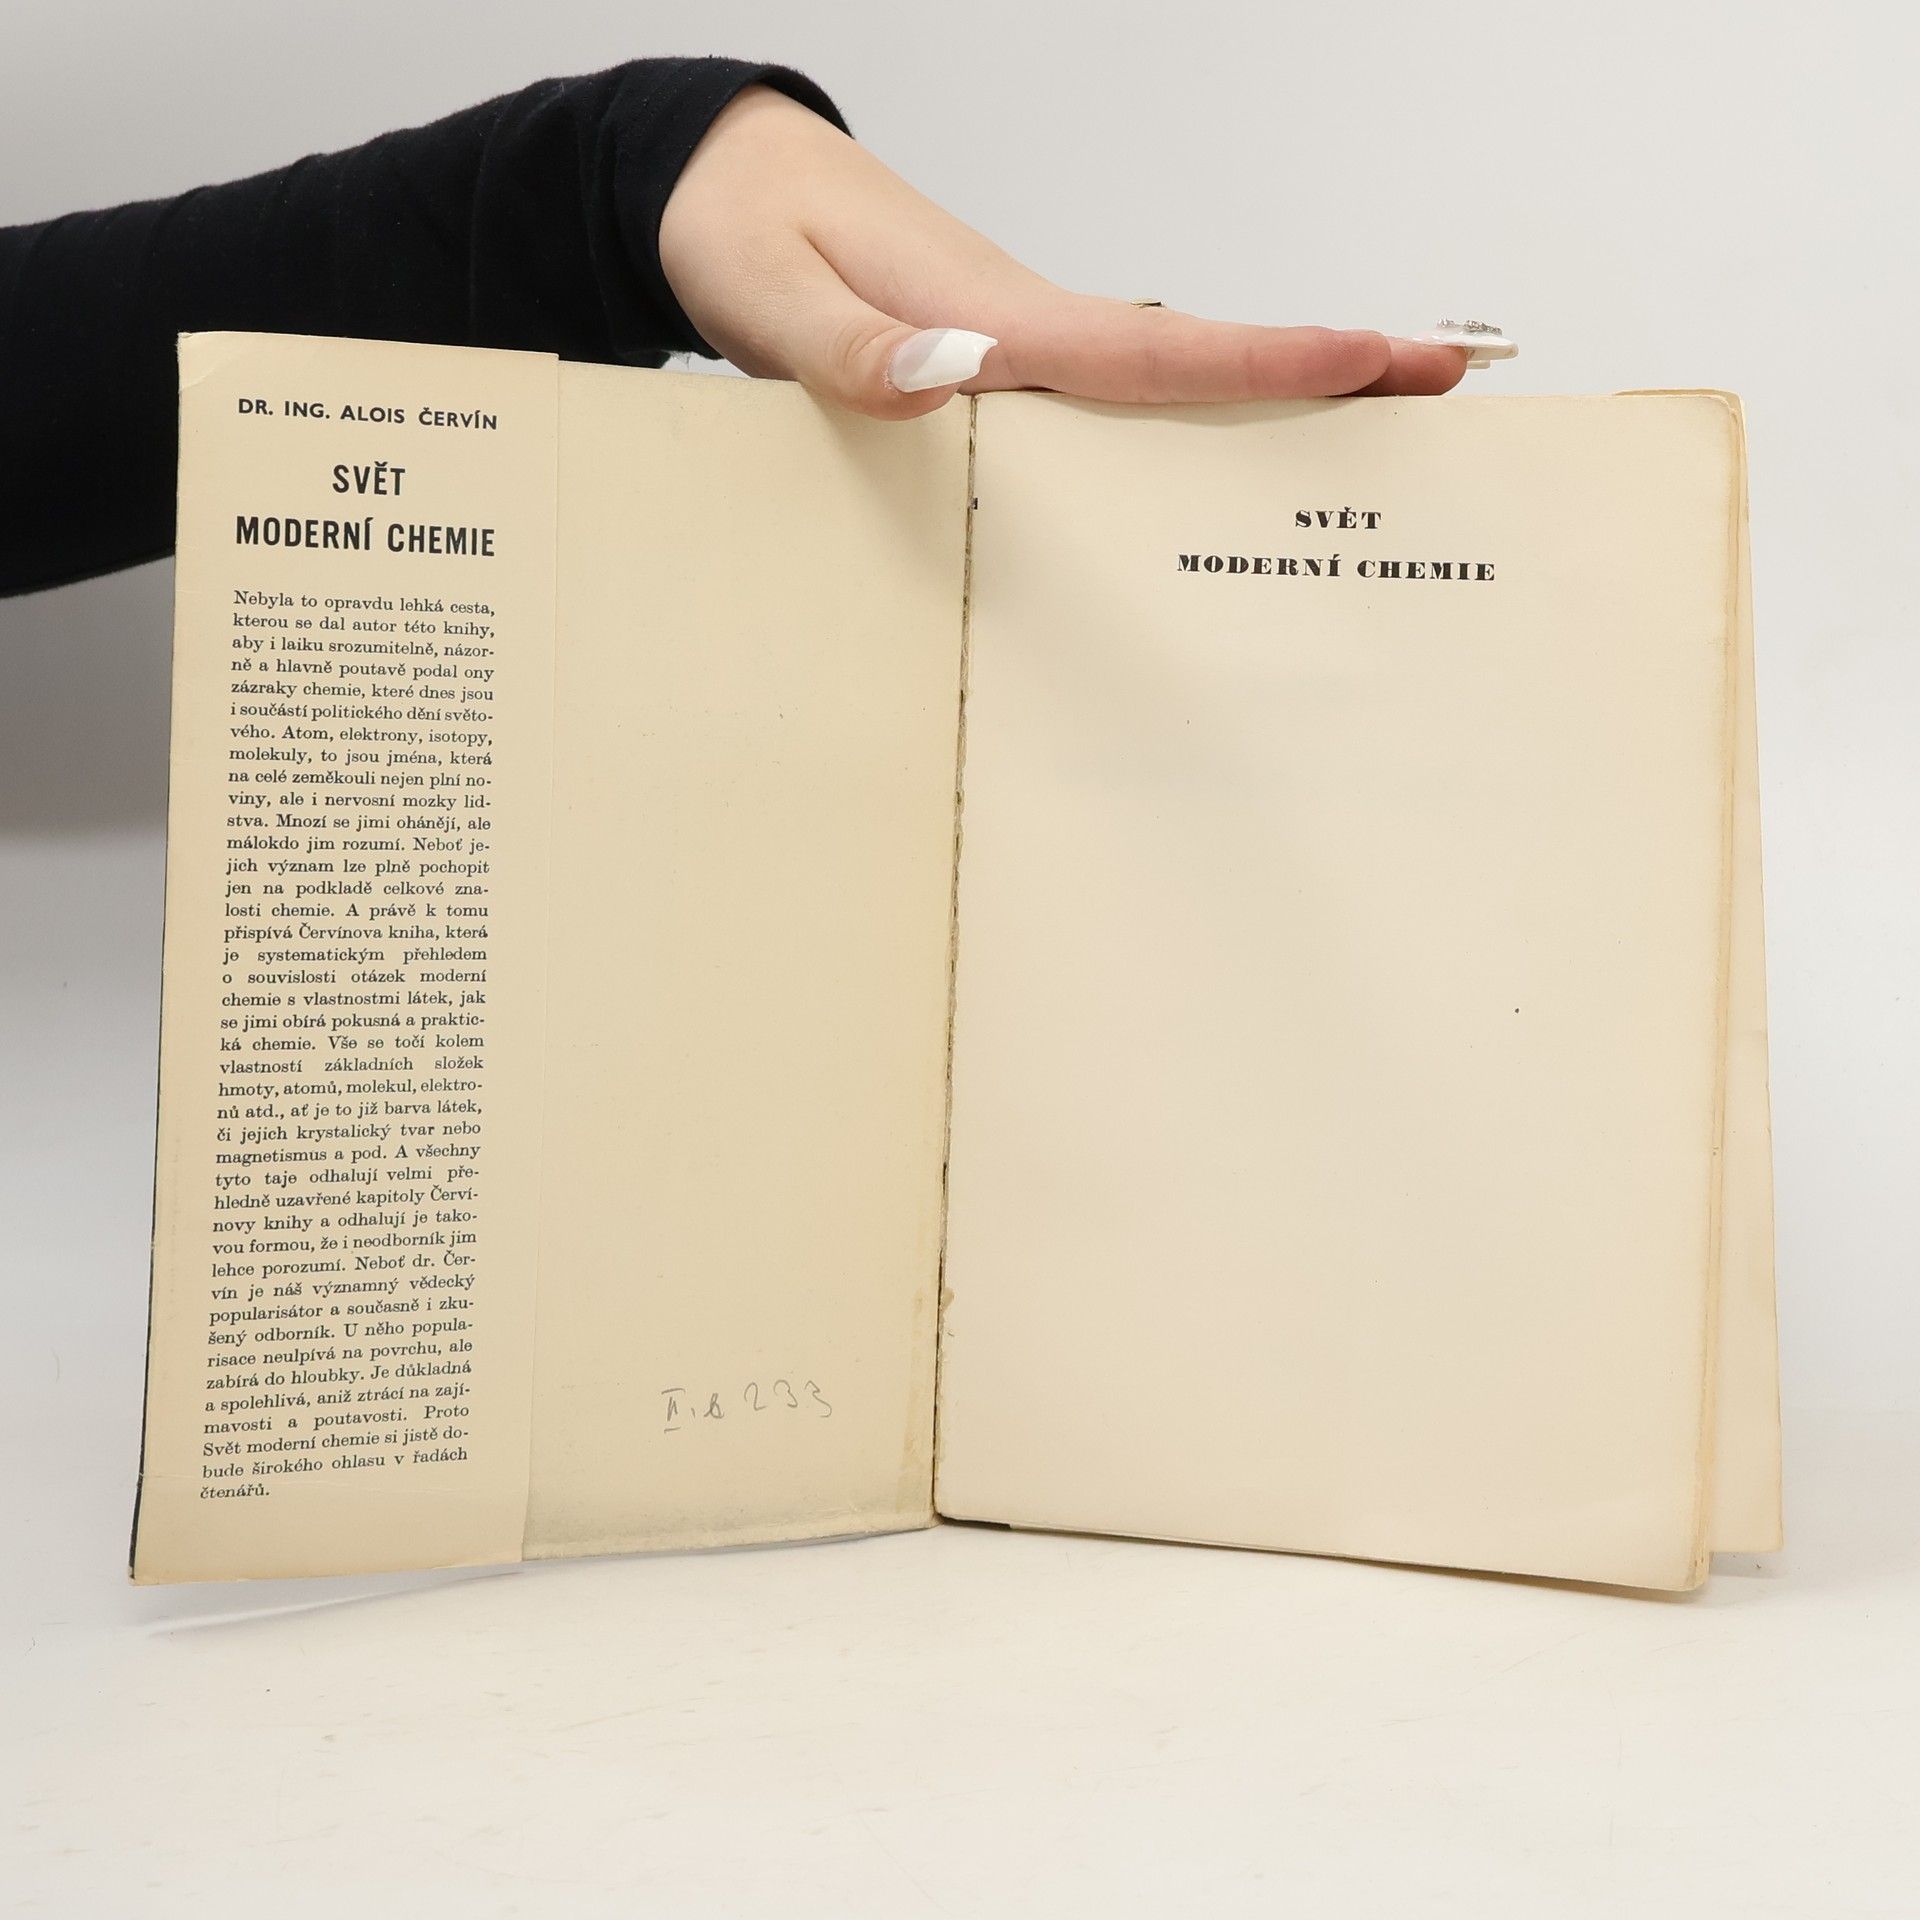 DR. ING. ALOIS ČERVÍN
SVĚT
MODERNÍ CHEMIE
Nebyla to opravdu lehká cesta,
kterou se dal autor této knihy,
aby i laiku srozumitelně, názor-
ně a hlavně poutavě podal ony
zázraky chemie, které dnes jsou
i součástí politického dění světo-
vého. Atom, elektrony, isotopy,
molekuly, to jsou jména, která
na celé zeměkouli nejen plní no-
viny, ale i nervosní mozky lid-
stva. Mnozí se jimi ohánějí, ale
málokdo jim rozumí. Neboť je-
jich význam lze plně pochopit
jen na podkladě celkové zna-
losti chemie. A právě k tomu
přispívá Červínova kniha, která
je systematickým přehledem
o souvislosti otázek moderní
chemie s vlastnostmi látek, jak
se jimi obírá pokusná a praktic-
ká chemie. Vše se točí kolem
vlastností základních složek
hmoty, atomů, molekul, elektro-
nů atd., ať je to již barva látek,
či jejich krystalický tvar nebo
magnetismus a pod. A všechny
tyto taje odhalují velmi pře-
hledně uzavřené kapitoly Červí-
novy knihy a odhalují je tako-
vou formou, že i neodborník jim
lehce porozumí. Neboť dr. Čer-
vín je náš významný vědecký
popularisátor a současně i zku-
šený odborník. U něho popula-
risace neulpívá na povrchu, ale
zabírá do hloubky. Je důkladná
a spolehlivá, aniž ztrácí na zají-
mavosti a poutavosti. Proto
Svět moderní chemie si jistě do-
bude širokého ohlasu v řadách
čtenářů.
II. b 233
SVĚT
MODERNÍ CHEMIE